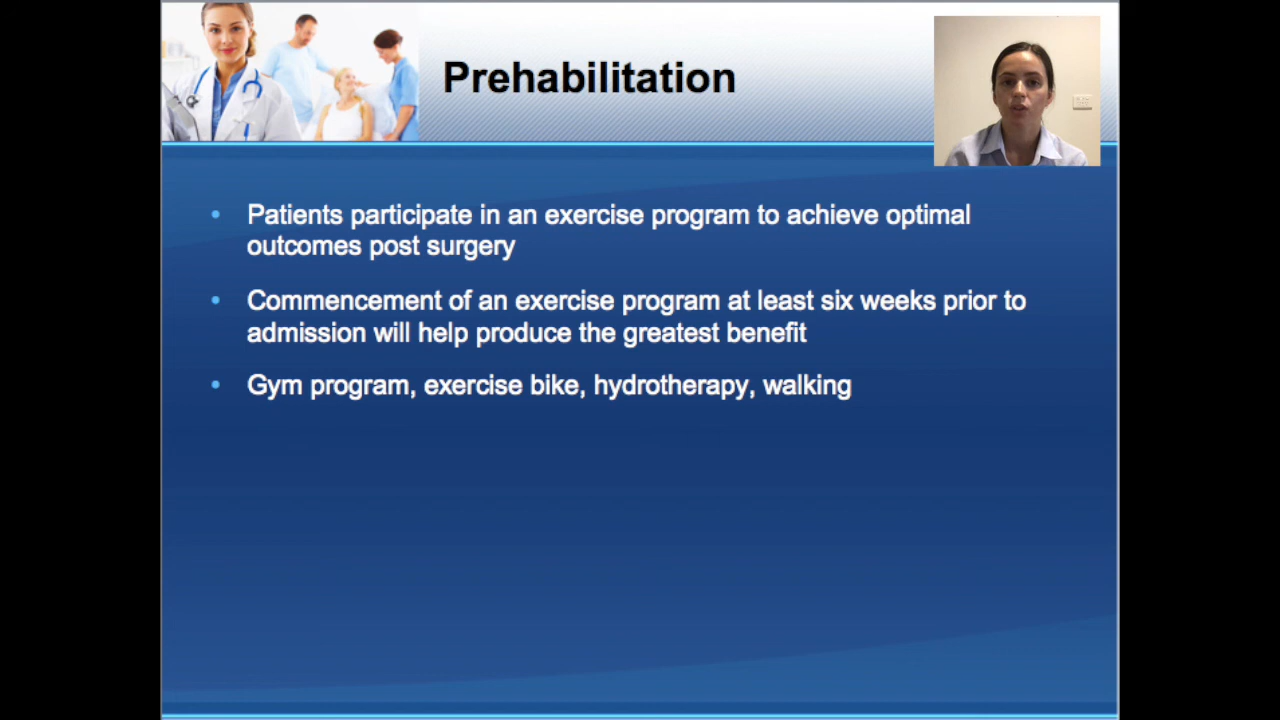 Prehabilitation
• Patients participate in an exercise program to achieve optimal
outcomes post surgery
• Commencement of an exercise program at least six weeks prior to
admission will help produce the greatest benefit
• Gym program, exercise bike, hydrotherapy, walking